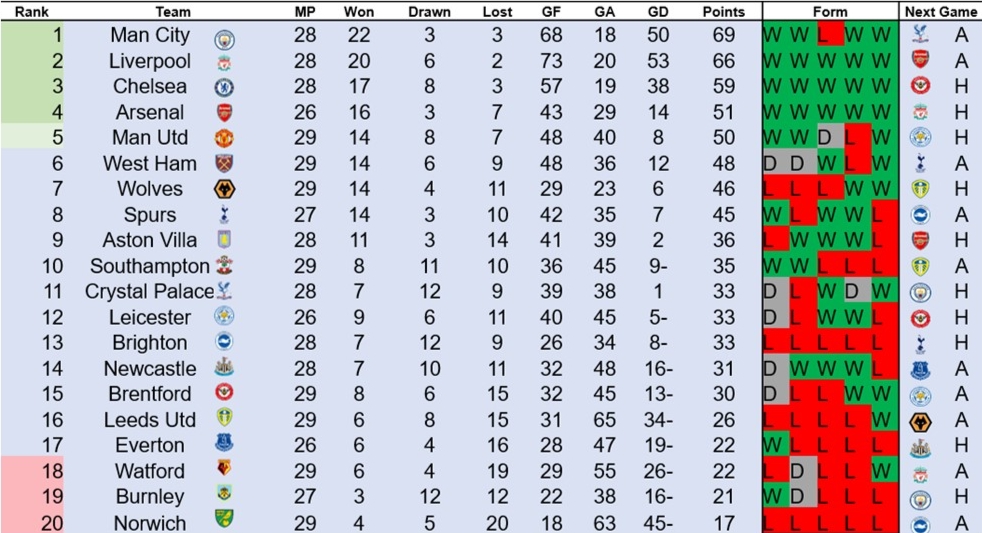 Rank Team MP Won Drawn Lost GF GA GD Points Form Next Game
1 Man City 28 22 3 3 68 18 50 69 W W L W W A
2 Liverpool 28 20 6 2 73 20 53 66 W W W W W A
3 Chelsea 28 17 8 3 57 19 38 59 W W W W W H
4 Arsenal 26 16 3 7 43 29 14 51 W W W W W H
5 Man Utd 29 14 8 7 48 40 8 50 W W D L W H
6 West Ham 29 14 6 9 48 36 12 48 D D W L W A
7 Wolves 29 14 4 11 29 23 6 46 L L L W W H
8 Spurs 27 14 3 10 42 35 7 45 W L W W L A
9 Aston Villa 28 11 3 14 41 39 2 36 L W W W L H
10 Southampton 29 8 11 10 36 45 9- 35 W W L L L A
11 Crystal Palace 28 7 12 9 39 38 1 33 D L W D W H
12 Leicester 26 9 6 11 40 45 5- 33 D L W W L H
13 Brighton 28 7 12 9 26 34 8- 33 L L L L L H
14 Newcastle 28 7 10 11 32 48 16- 31 D W W W L A
15 Brentford 29 8 6 15 32 45 13- 30 D L L W W A
16 Leeds Utd 29 6 8 15 31 65 34- 26 L L L L W A
17 Everton 26 6 4 16 28 47 19- 22 W L L L L H
18 Watford 29 6 4 19 29 55 26- 22 L D L L W A
19 Burnley 27 3 12 12 22 38 16- 21 W D L L L H
20 Norwich 29 4 5 20 18 63 45- 17 L L L L L A